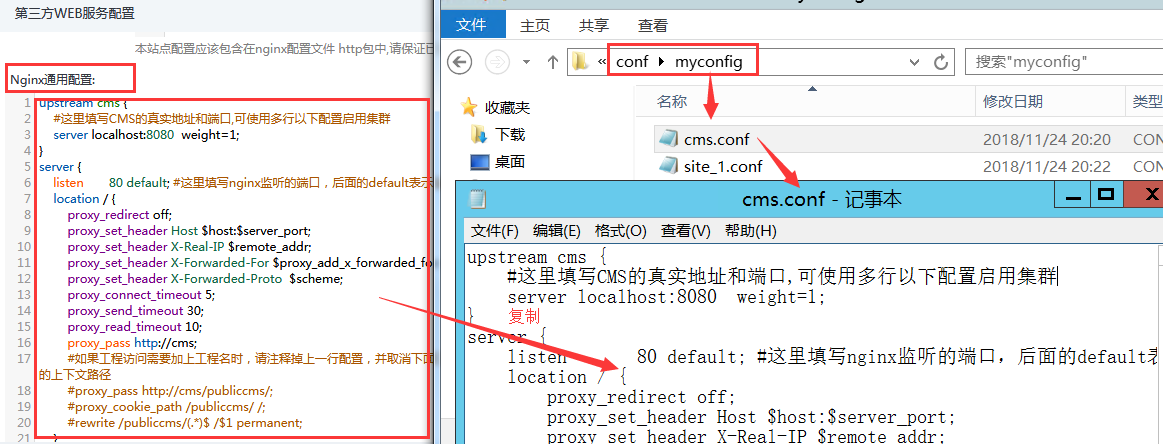 第三方WEB服务配置
本站点配置应该包含在nginx配置文件 http包中,请保证已
Nginx通用配置:
1 upstream cms {
2 #这里填写CMS的真实地址和端口,可使用多行以下配置启用集群
3 server localhost:8080 weight=1;
4 }
5 server {
6 listen 80 default; #这里填写nginx监听的端口，后面的default表示
7 location / {
8 proxy_redirect off;
9 proxy_set_header Host $host:$server_port;
10 proxy_set_header X-Real-IP $remote_addr;
11 proxy_set_header X-Forwarded-For $proxy_add_x_forwarded_fo
12 proxy_set_header X-Forwarded-Proto $scheme;
13 proxy_connect_timeout 5;
14 proxy_send_timeout 30;
15 proxy_read_timeout 10;
16 proxy_pass http://cms;
17 #如果工程访问需要加上工程名时，请注释掉上一行配置，并取消下面
的上下文路径
18 #proxy_pass http://cms/publiccms/;
19 #proxy_cookie_path /publiccms/ /;
20 #rewrite /publiccms/(.*)$ /$1 permanent;
21 }
文件 主页 共享 查看
« conf myconfig
搜索"myconfig"
收藏夹
下载
桌面
名称 修改日期 类型
cms.conf 2018/11/24 20:20 CON
site_1.conf 2018/11/24 20:22 CON
cms.conf - 记事本
文件(F) 编辑(E) 格式(O) 查看(V) 帮助(H)
upstream cms {
#这里填写CMS的真实地址和端口,可使用多行以下配置启用集群
server localhost:8080 weight=1;
} 复制
server {
listen 80 default; #这里填写nginx监听的端口，后面的default表
location / {
proxy_redirect off;
proxy_set_header Host $host:$server_port;
proxy_set_header X-Real-IP $remote_addr;